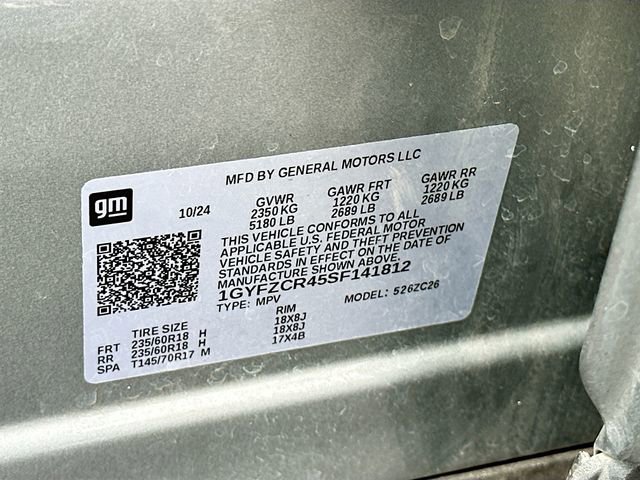 MFD BY GENERAL MOTORS LLC
gm
10/24
GVWR GAWR FRT GAWR RR
2350 KG 1220 KG 1220 KG
5180 LB 2689 LB 2689 LB
THIS VEHICLE CONFORMS TO ALL
APPLICABLE U.S. FEDERAL MOTOR
VEHICLE SAFETY AND THEFT PREVENTION
STANDARDS IN EFFECT ON THE DATE OF
MANUFACTURE SHOWN ABOVE.
1GYFZCR45SF141812
TYPE: MPV MODEL: 526ZC26
TIRE SIZE RIM
FRT 235/60R18 H 18X8J
RR 235/60R18 H 18X8J
SPA T145/70R17 M 17X4B